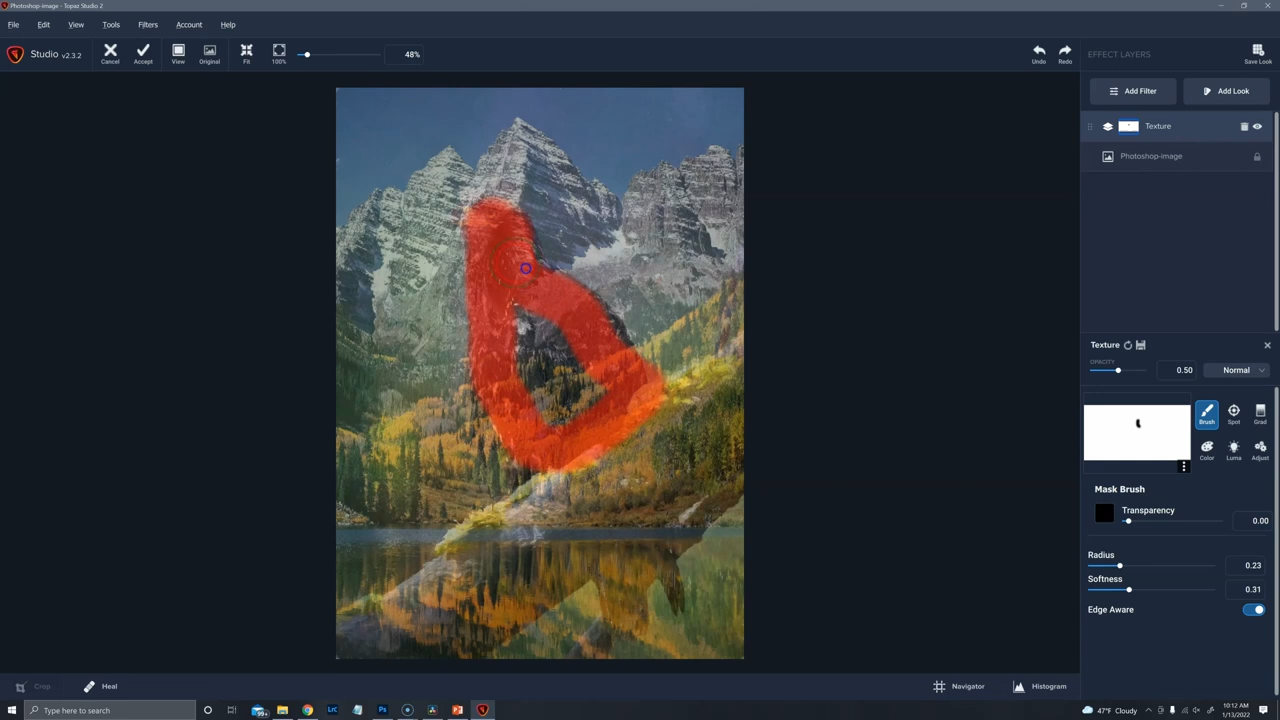 Photoshop-image - Topaz Studio 2
File Edit View Tools Filters Account Help
Studio v2.3.2 Cancel Accept View Original Fit 100% 48% Undo Redo EFFECT LAYERS Save Look
Add Filter Add Look
Texture
Photoshop-image
Texture
OPACITY 0.50 Normal
Brush Spot Grad
Color Luma Adjust
Mask Brush
Transparency
0.00
Radius
0.23
Softness
0.31
Edge Aware
Crop Heal Navigator Histogram
Type here to search 99+ LrC Ps 47°F Cloudy 10:12 AM
1/13/2022